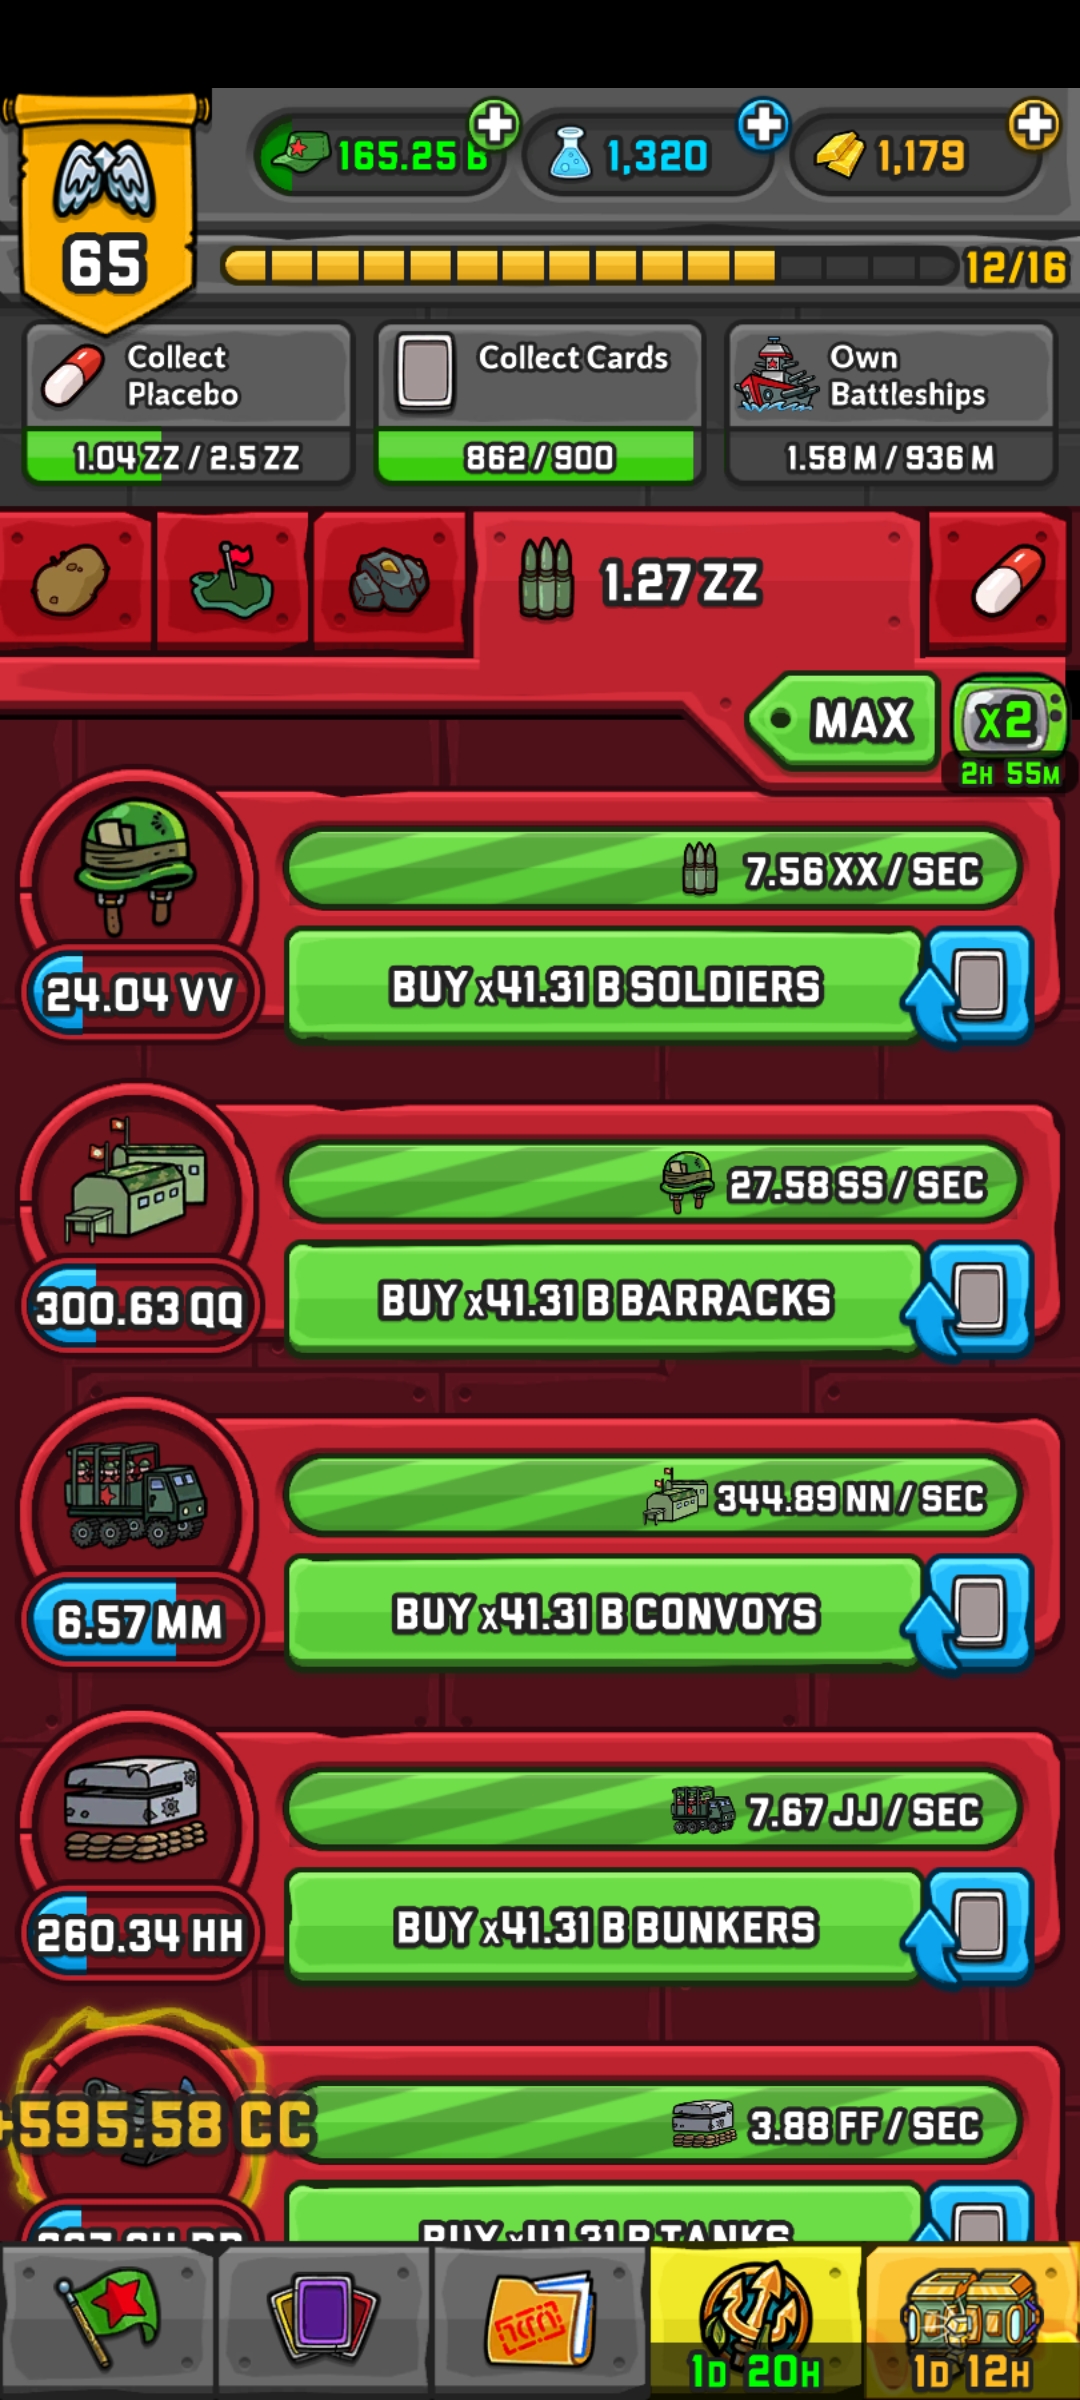 165.25 B
1,320
1,179
65
12/16
Collect
Placebo
Collect Cards
Own
Battleships
1.04 ZZ / 2.5 ZZ
862/900
1.58 M / 936 M
1.27 ZZ
MAX
x2
2H 55M
7.56 XX / SEC
24.04 VV
BUY x41.31 B SOLDIERS
27.58 SS / SEC
300.63 QQ
BUY x41.31 B BARRACKS
344.89 NN / SEC
6.57 MM
BUY x41.31 B CONVOYS
7.67 JJ / SEC
260.34 HH
BUY x41.31 B BUNKERS
+595.58 CC
3.88 FF / SEC
BUY x41.31 B TANKS
1D 20H
1D 12H